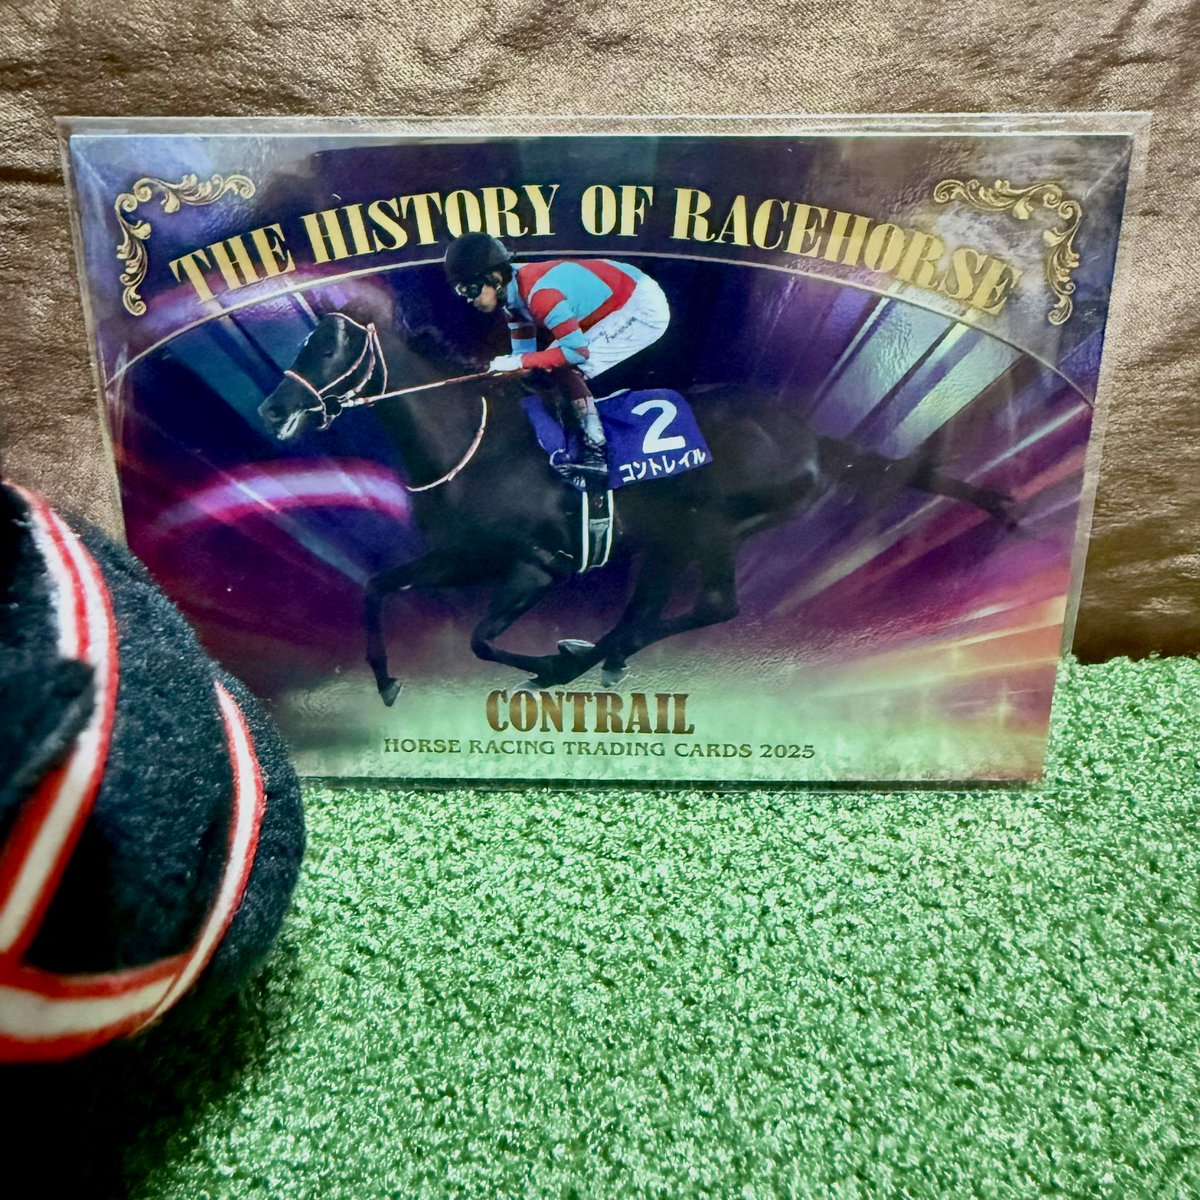 THE HISTORY OF RACEHORSE
2
コントレイル
CONTRAIL
HORSE RACING TRADING CARDS 2025